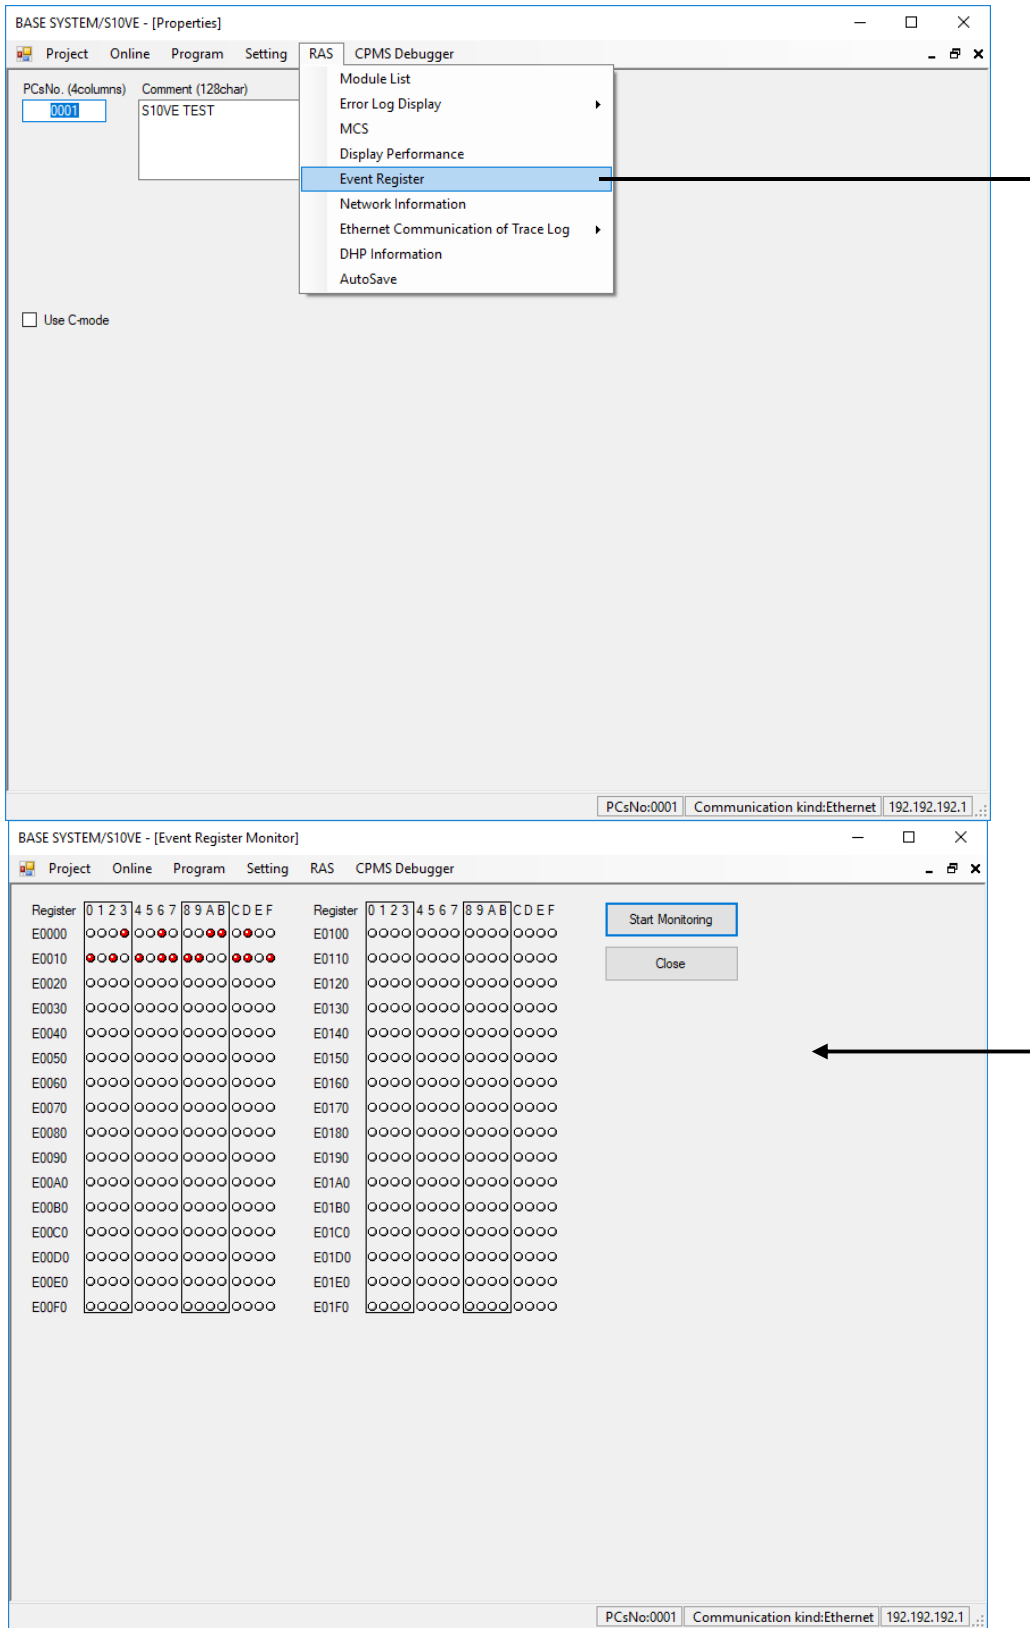 BASE SYSTEM/S10VE - [Properties]
Project Online Program Setting RAS CPMS Debugger
PCsNo. (4columns) Comment (128char)
0001 S10VE TEST
Module List
Error Log Display
MCS
Display Performance
Event Register
Network Information
Ethernet Communication of Trace Log
DHP Information
AutoSave
Use C-mode
PCsNo:0001 Communication kind:Ethernet 192.192.192.1
BASE SYSTEM/S10VE - [Event Register Monitor]
Project Online Program Setting RAS CPMS Debugger
Register 0 1 2 3 4 5 6 7 8 9 A B C D E F Register 0 1 2 3 4 5 6 7 8 9 A B C D E F Start Monitoring
E0000 E0100
E0010 E0110 Close
E0020 E0120
E0030 E0130
E0040 E0140
E0050 E0150
E0060 E0160
E0070 E0170
E0080 E0180
E0090 E0190
E00A0 E01A0
E00B0 E01B0
E00C0 E01C0
E00D0 E01D0
E00E0 E01E0
E00F0 E01F0
PCsNo:0001 Communication kind:Ethernet 192.192.192.1